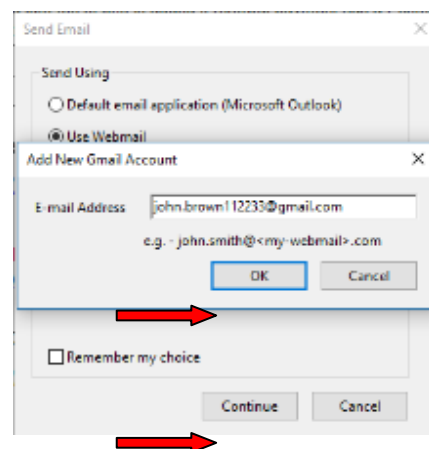 Send Email
Send Using
Default email application (Microsoft Outlook)
Use Webmail
Add New Gmail Account
E-mail Address
john.brown112233@gmail.com
e.g. - john.smith@<my-webmail>.com
OK
Cancel
Remember my choice
Continue
Cancel